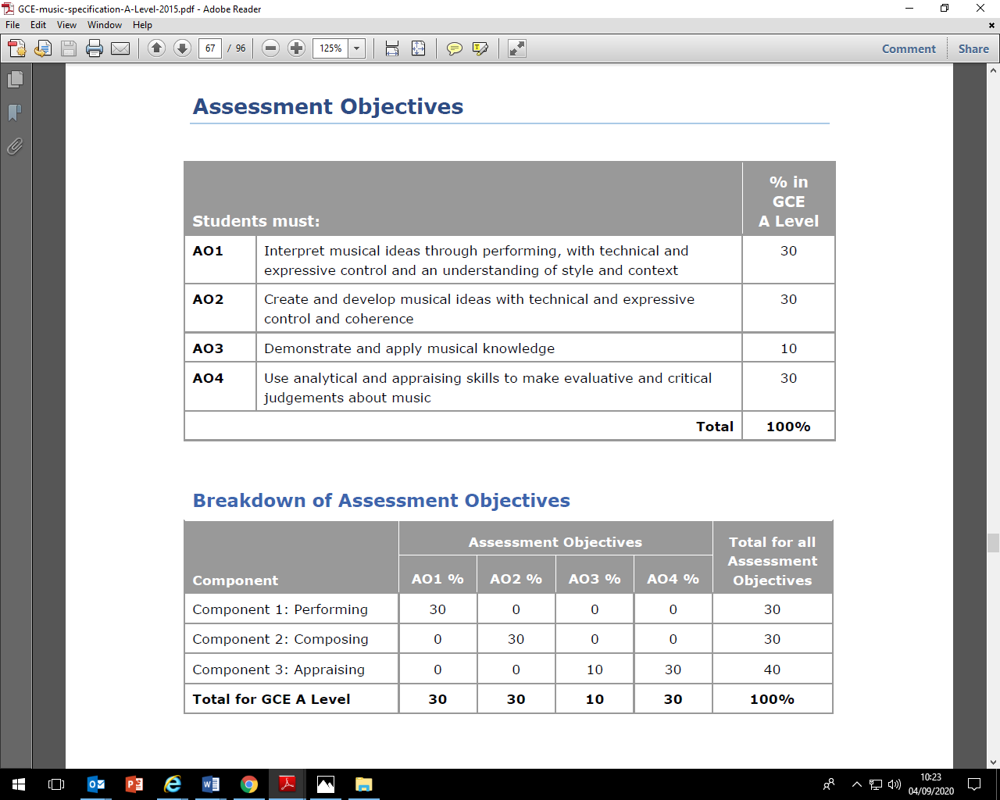 GCE-music-specification-A-Level-2015.pdf - Adobe Reader
File Edit View Window Help
67 / 96 125% Comment Share
Assessment Objectives
Students must: % in GCE A Level
AO1 Interpret musical ideas through performing, with technical and 30
expressive control and an understanding of style and context
AO2 Create and develop musical ideas with technical and expressive 30
control and coherence
AO3 Demonstrate and apply musical knowledge 10
AO4 Use analytical and appraising skills to make evaluative and critical 30
judgements about music
Total 100%
Breakdown of Assessment Objectives
Component Assessment Objectives Total for all Assessment Objectives
AO1 % AO2 % AO3 % AO4 %
Component 1: Performing 30 0 0 0 30
Component 2: Composing 0 30 0 0 30
Component 3: Appraising 0 0 10 30 40
Total for GCE A Level 30 30 10 30 100%
10:23
04/09/2020